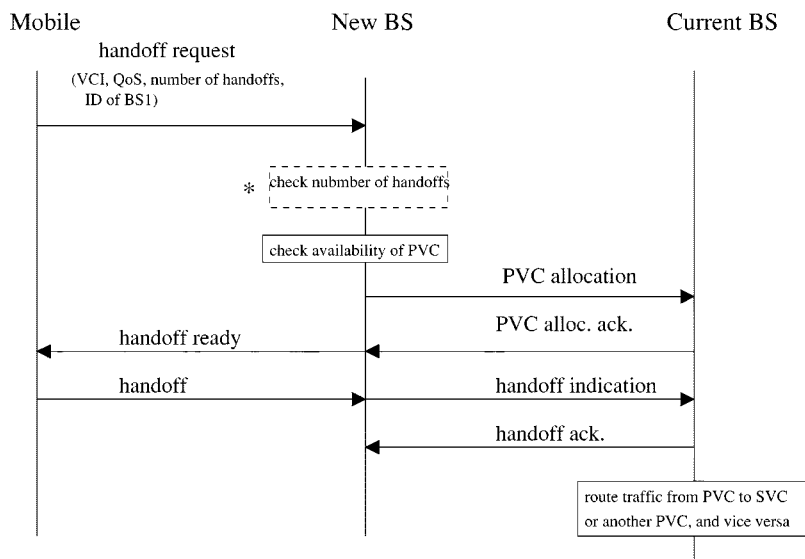 Mobile
New BS
Current BS
handoff request
(VCI, QoS, number of handoffs,
ID of BS1)
* check nubmber of handoffs
check availability of PVC
PVC allocation
PVC alloc. ack.
handoff ready
handoff
handoff indication
handoff ack.
route traffic from PVC to SVC
or another PVC, and vice versa